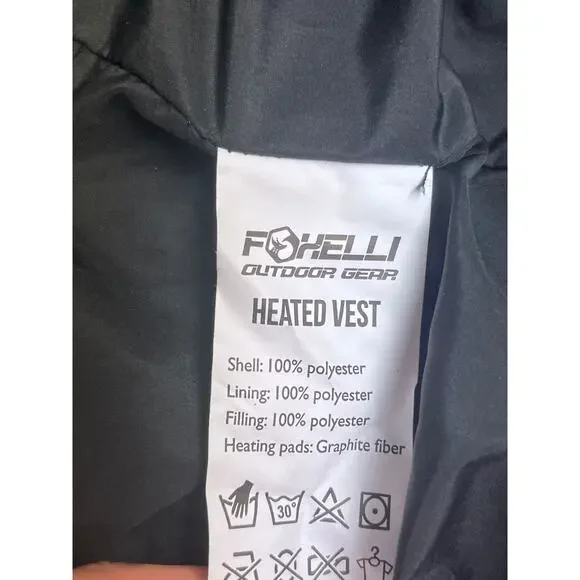 FOXELLI
OUTDOOR GEAR
HEATED VEST
Shell: 100% polyester
Lining: 100% polyester
Filling: 100% polyester
Heating pads: Graphite fiber
30°